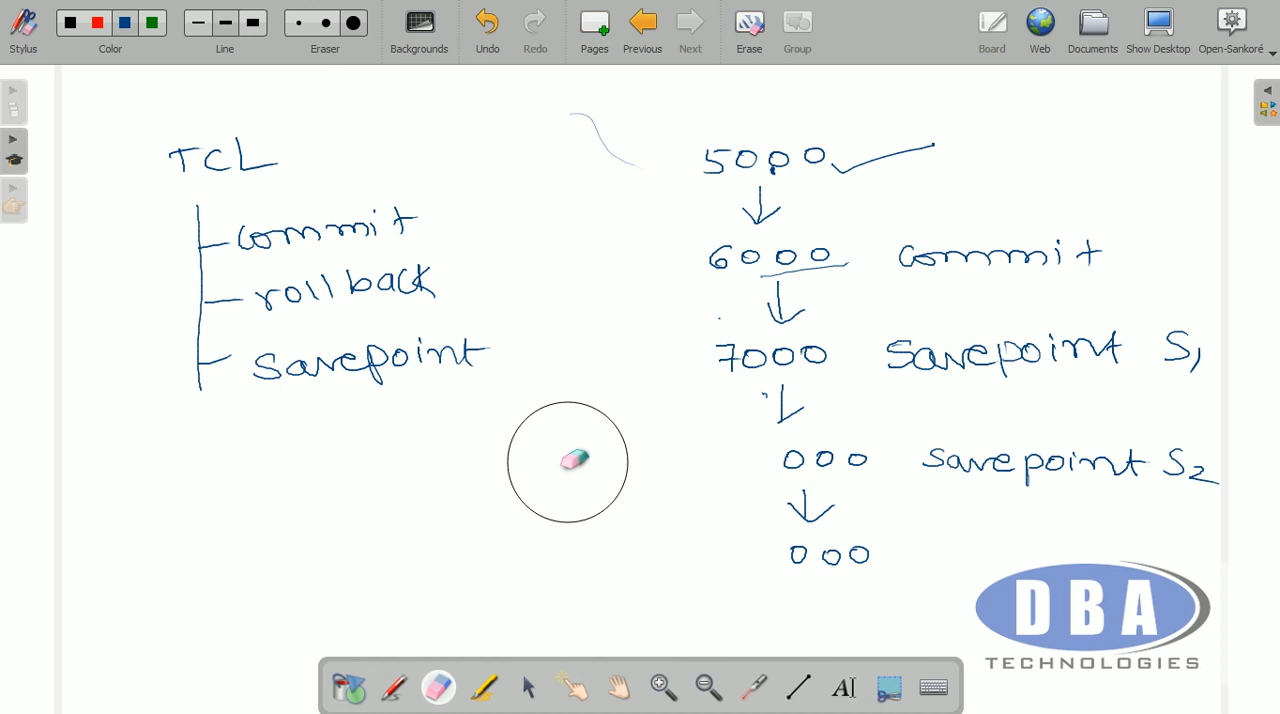 Stylus
Color
Line
Eraser
Backgrounds
Undo
Redo
Pages
Previous
Next
Erase
Group
Board
Web
Documents
Show Desktop
Open-Sankoré
TCL
commit
rollback
savepoint
5000
6000 commit
7000 savepoint S1
000 savepoint S2
000
DBA
TECHNOLOGIES